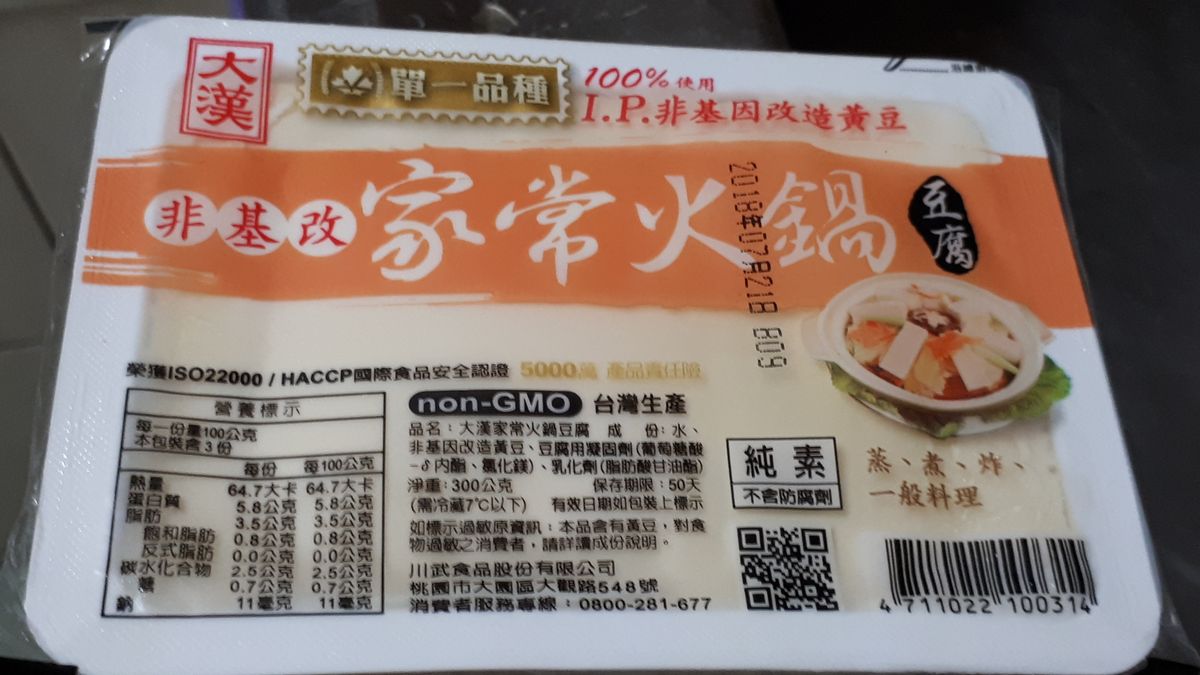 大漢
單一品種
100%使用
I.P.非基因改造黃豆
非基改 家常火鍋 豆腐
2018年07月21B B09
榮獲ISO22000 / HACCP國際食品安全認證 5000萬 產品責任險
營養標示
每一份量100公克
本包裝含3份
每份 每100公克
熱量 64.7大卡 64.7大卡
蛋白質 5.8公克 5.8公克
脂肪 3.5公克 3.5公克
飽和脂肪 0.8公克 0.8公克
反式脂肪 0.0公克 0.0公克
碳水化合物 2.5公克 2.5公克
糖 0.7公克 0.7公克
鈉 11毫克 11毫克
non-GMO 台灣生產
品名：大漢家常火鍋豆腐 成 份:水、
非基因改造黃豆、豆腐用凝固劑(葡萄糖酸
-δ內酯、氯化鎂)、乳化劑(脂肪酸甘油酯)
淨重:300公克 保存期限：50天
(需冷藏7℃以下) 有效日期如包裝上標示
如標示過敏原資訊：本品含有黃豆，對食
物過敏之消費者，請詳讀成份說明。
川武食品股份有限公司
桃園市大園區大觀路548號
消費者服務專線：0800-281-677
純素
不含防腐劑
蒸、煮、炸、
一般料理
4 711022 100314